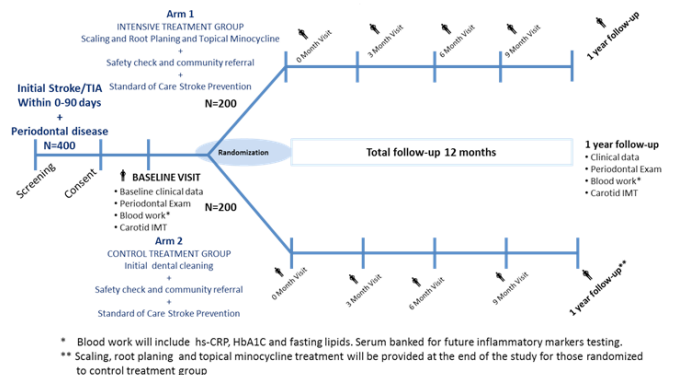 Arm 1
INTENSIVE TREATMENT GROUP
Scaling and Root Planing and Topical Minocycline
+
Safety check and community referral
+
Standard of Care Stroke Prevention
N=200
0 Month Visit
3 Month Visit
6 Month Visit
9 Month Visit
1 year follow-up
Initial Stroke/TIA
Within 0-90 days
+
Periodontal disease
N=400
Screening
Consent
Randomization
Total follow-up 12 months
BASELINE VISIT
• Baseline clinical data
• Periodontal Exam
• Blood work*
• Carotid IMT
1 year follow-up
• Clinical data
• Periodontal Exam
• Blood work*
• Carotid IMT
N=200
Arm 2
CONTROL TREATMENT GROUP
Initial dental cleaning
+
Safety check and community referral
+
Standard of Care Stroke Prevention
0 Month Visit
3 Month Visit
6 Month Visit
9 Month Visit
1 year follow-up**
* Blood work will include hs-CRP, HbA1C and fasting lipids. Serum banked for future inflammatory markers testing.
** Scaling, root planing and topical minocycline treatment will be provided at the end of the study for those randomized
to control treatment group